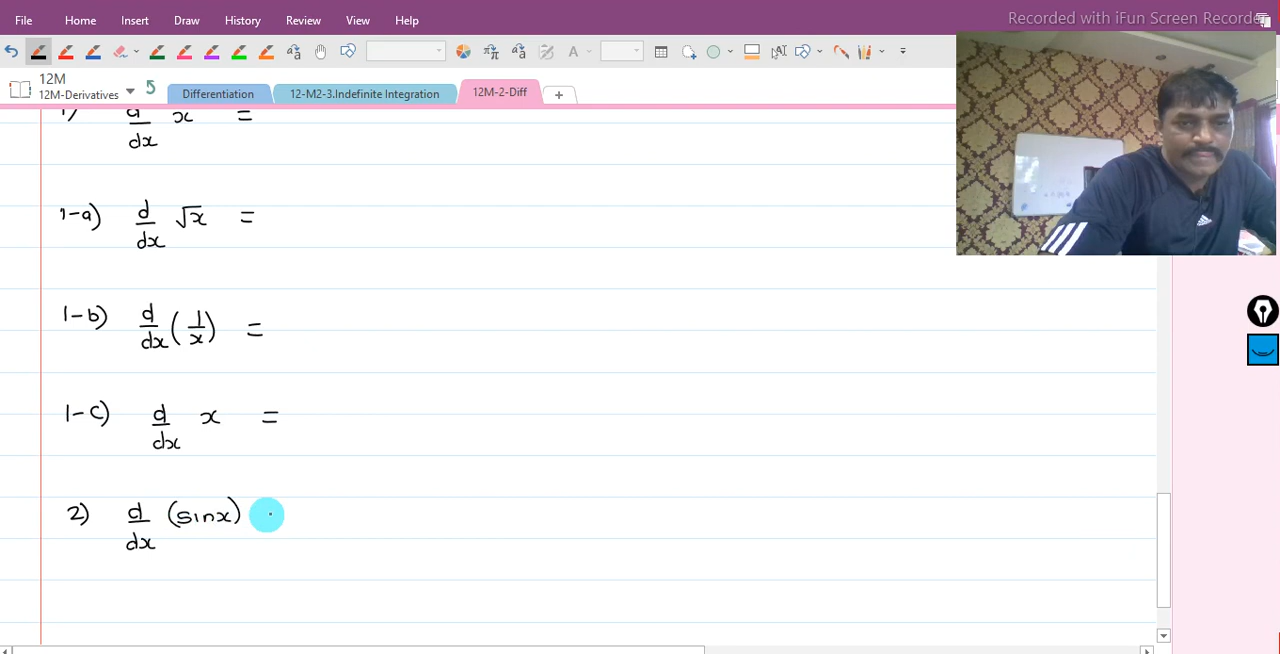 File Home Insert Draw History Review View Help
Recorded with iFun Screen Recorder
12M
12M-Derivatives
Differentiation 12-M2-3.Indefinite Integration 12M-2-Diff +
1) d/dx x =
1-a) d/dx √x =
1-b) d/dx (1/x) =
1-c) d/dx x =
2) d/dx (sinx)